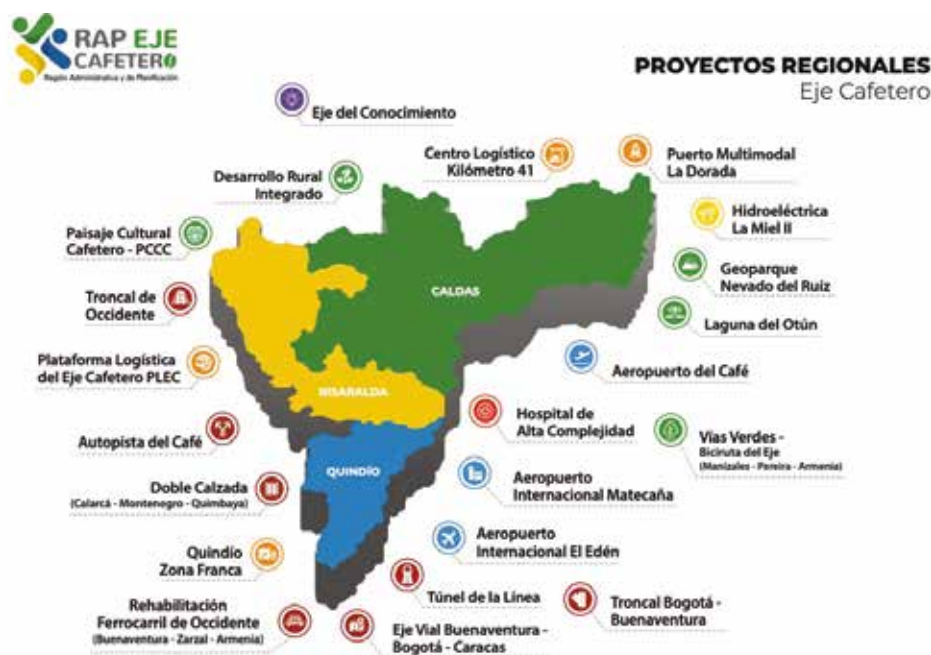 RAP EJE
CAFETERO
Región Administrativa y de Planificación
PROYECTOS REGIONALES
Eje Cafetero
Eje del Conocimiento
Centro Logístico
Kilómetro 41
Puerto Multimodal
La Dorada
Desarrollo Rural
Integrado
Hidroeléctrica
La Miel II
Paisaje Cultural
Cafetero - PCCC
Geoparque
Nevado del Ruiz
CALDAS
Troncal de
Occidente
Laguna del Otún
Plataforma Logística
del Eje Cafetero PLEC
Aeropuerto del Café
RISARALDA
Hospital de
Alta Complejidad
Autopista del Café
Vías Verdes -
Biciruta del Eje
(Manizales - Pereira - Armenia)
QUINDÍO
Doble Calzada
(Calarcá - Montenegro - Quimbaya)
Aeropuerto
Internacional Matecaña
Quindío
Zona Franca
Aeropuerto
Internacional El Edén
Túnel de la Línea
Troncal Bogotá -
Buenaventura
Rehabilitación
Ferrocarril de Occidente
(Buenaventura - Zarzal - Armenia)
Eje Vial Buenaventura -
Bogotá - Caracas